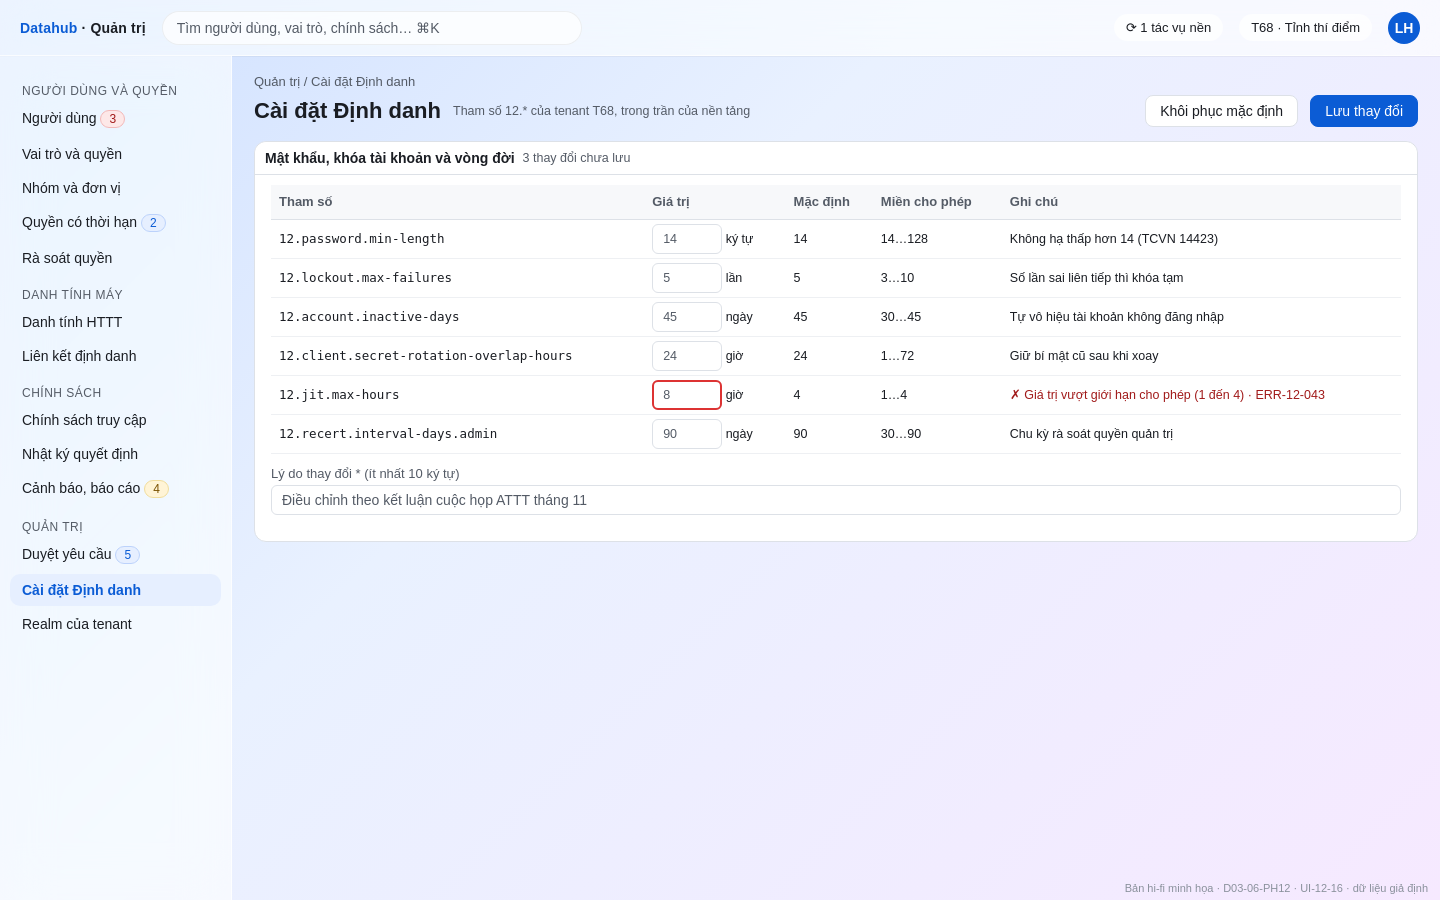 Datahub · Quản trị
Tìm người dùng, vai trò, chính sách… ⌘K
⟳ 1 tác vụ nền
T68 · Tỉnh thí điểm
LH
NGƯỜI DÙNG VÀ QUYỀN
Người dùng 3
Vai trò và quyền
Nhóm và đơn vị
Quyền có thời hạn 2
Rà soát quyền
DANH TÍNH MÁY
Danh tính HTTT
Liên kết định danh
CHÍNH SÁCH
Chính sách truy cập
Nhật ký quyết định
Cảnh báo, báo cáo 4
QUẢN TRỊ
Duyệt yêu cầu 5
Cài đặt Định danh
Realm của tenant
Quản trị / Cài đặt Định danh
Cài đặt Định danh Tham số 12.* của tenant T68, trong trần của nền tảng
Khôi phục mặc định
Lưu thay đổi
Mật khẩu, khóa tài khoản và vòng đời 3 thay đổi chưa lưu
Tham số Giá trị Mặc định Miền cho phép Ghi chú
12.password.min-length 14 ký tự 14 14…128 Không hạ thấp hơn 14 (TCVN 14423)
12.lockout.max-failures 5 lần 5 3…10 Số lần sai liên tiếp thì khóa tạm
12.account.inactive-days 45 ngày 45 30…45 Tự vô hiệu tài khoản không đăng nhập
12.client.secret-rotation-overlap-hours 24 giờ 24 1…72 Giữ bí mật cũ sau khi xoay
12.jit.max-hours 8 giờ 4 1…4 ✗ Giá trị vượt giới hạn cho phép (1 đến 4) · ERR-12-043
12.recert.interval-days.admin 90 ngày 90 30…90 Chu kỳ rà soát quyền quản trị
Lý do thay đổi * (ít nhất 10 ký tự)
Điều chỉnh theo kết luận cuộc họp ATTT tháng 11
Bản hi-fi minh họa · D03-06-PH12 · UI-12-16 · dữ liệu giả định